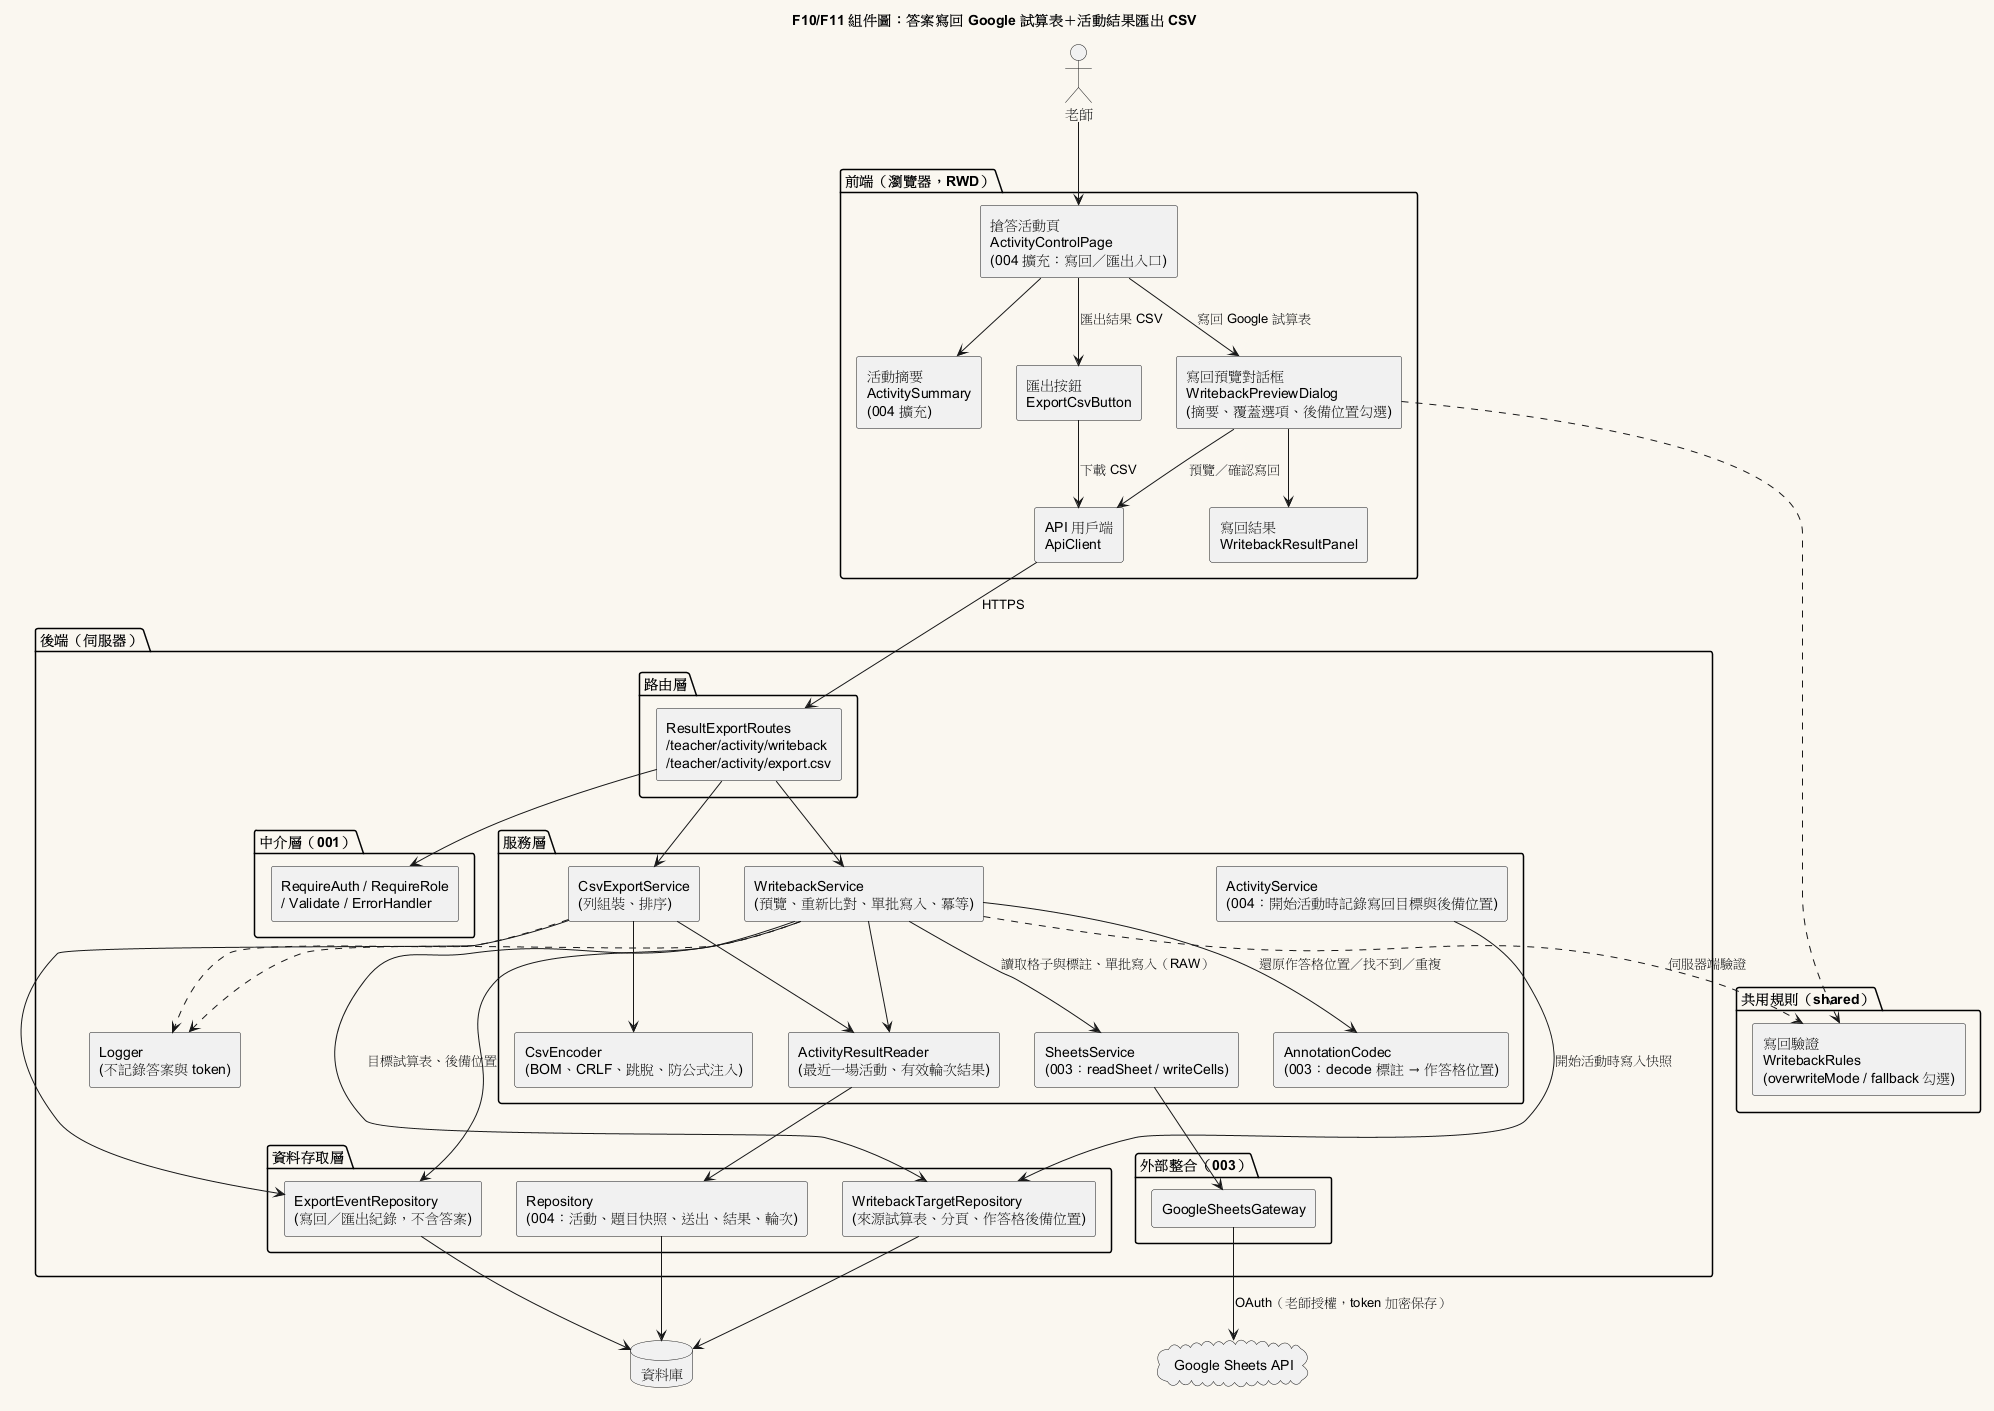 F10/F11 組件圖：答案寫回 Google 試算表＋活動結果匯出 CSV
老師
前端（瀏覽器，RWD）
搶答活動頁
ActivityControlPage
(004 擴充：寫回／匯出入口)
匯出結果 CSV
寫回 Google 試算表
活動摘要
ActivitySummary
(004 擴充)
匯出按鈕
ExportCsvButton
寫回預覽對話框
WritebackPreviewDialog
(摘要、覆蓋選項、後備位置勾選)
下載 CSV
預覽／確認寫回
API 用戶端
ApiClient
寫回結果
WritebackResultPanel
HTTPS
後端（伺服器）
路由層
ResultExportRoutes
/teacher/activity/writeback
/teacher/activity/export.csv
中介層（001）
RequireAuth / RequireRole
/ Validate / ErrorHandler
服務層
CsvExportService
(列組裝、排序)
WritebackService
(預覽、重新比對、單批寫入、冪等)
ActivityService
(004：開始活動時記錄寫回目標與後備位置)
讀取格子與標註、單批寫入（RAW）
還原作答格位置／找不到／重複
伺服器端驗證
共用規則（shared）
寫回驗證
WritebackRules
(overwriteMode / fallback 勾選)
Logger
(不記錄答案與 token)
目標試算表、後備位置
CsvEncoder
(BOM、CRLF、跳脫、防公式注入)
ActivityResultReader
(最近一場活動、有效輪次結果)
SheetsService
(003：readSheet / writeCells)
AnnotationCodec
(003：decode 標註 → 作答格位置)
開始活動時寫入快照
資料存取層
ExportEventRepository
(寫回／匯出紀錄，不含答案)
Repository
(004：活動、題目快照、送出、結果、輪次)
WritebackTargetRepository
(來源試算表、分頁、作答格後備位置)
外部整合（003）
GoogleSheetsGateway
OAuth（老師授權，token 加密保存）
資料庫
Google Sheets API